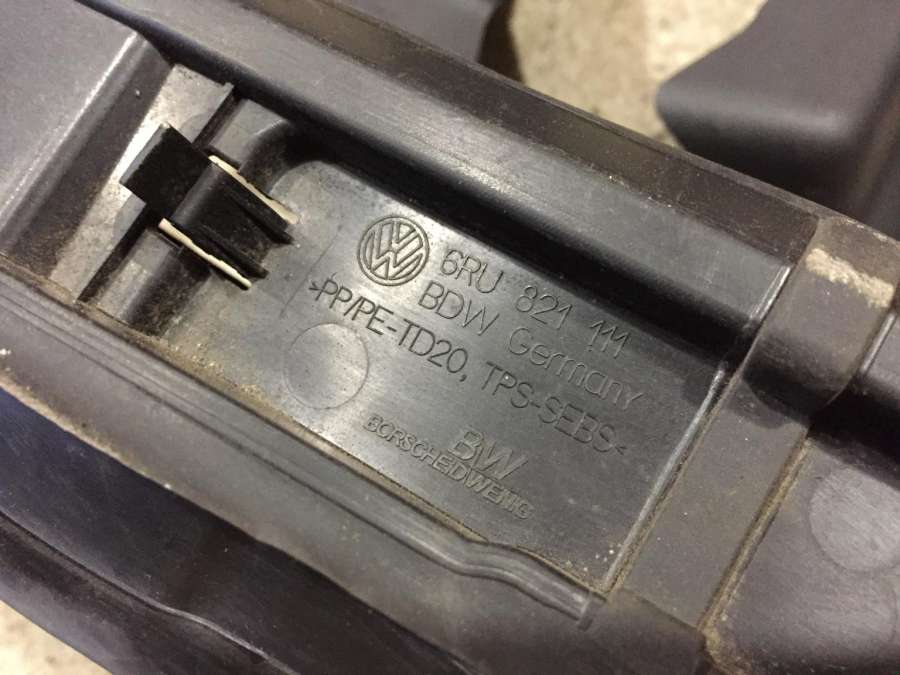 6RU 821 111
BDW Germany
>PP/PE-TD20, TPS-SEBS<
BW
BORSCHEIDWENIG